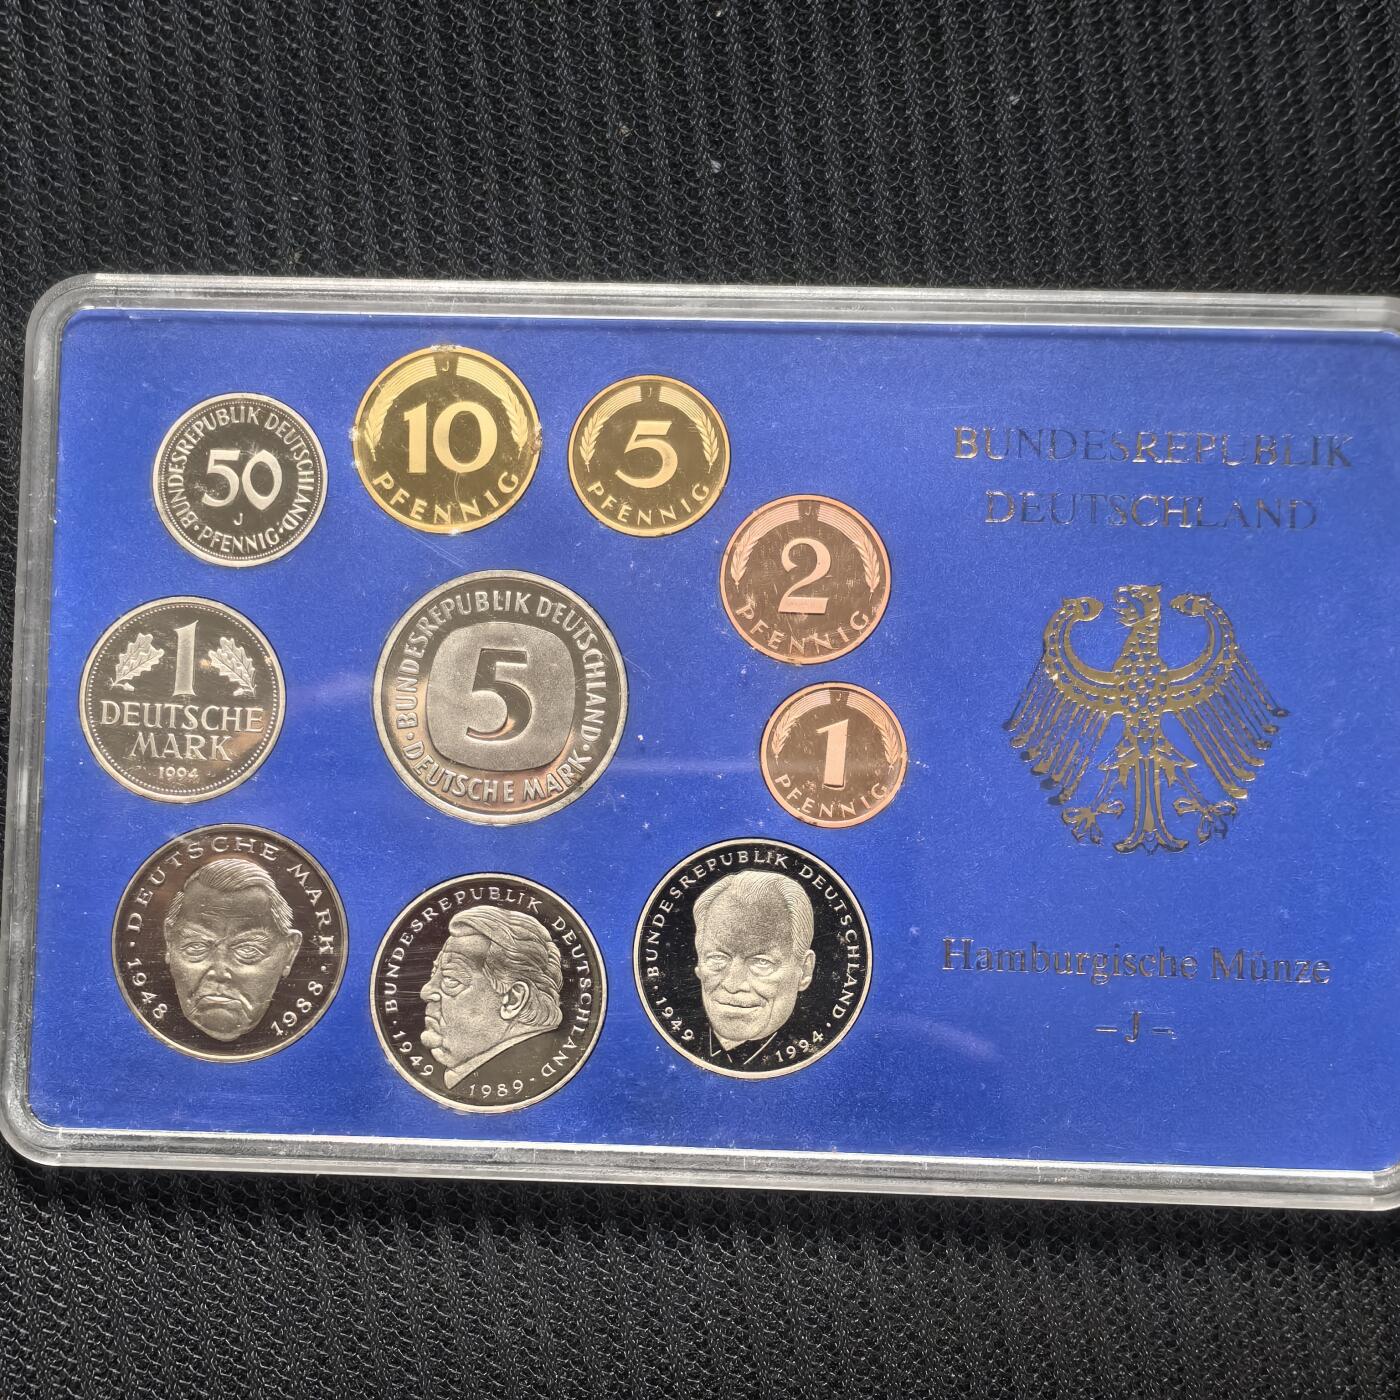 BUNDESREPUBLIK DEUTSCHLAND
50
J
·PFENNIG·
J
10
PFENNIG
J
5
PFENNIG
BUNDESREPUBLIK
DEUTSCHLAND
J
2
PFENNIG
1
DEUTSCHE
MARK
1994
BUNDESREPUBLIK DEUTSCHLAND
5
DEUTSCHE MARK
J
1
PFENNIG
DEUTSCHE MARK
1948 · 1988
BUNDESREPUBLIK DEUTSCHLAND
1949 1989
BUNDESREPUBLIK DEUTSCHLAND
1949 1994
Hamburgische Münze
– J –